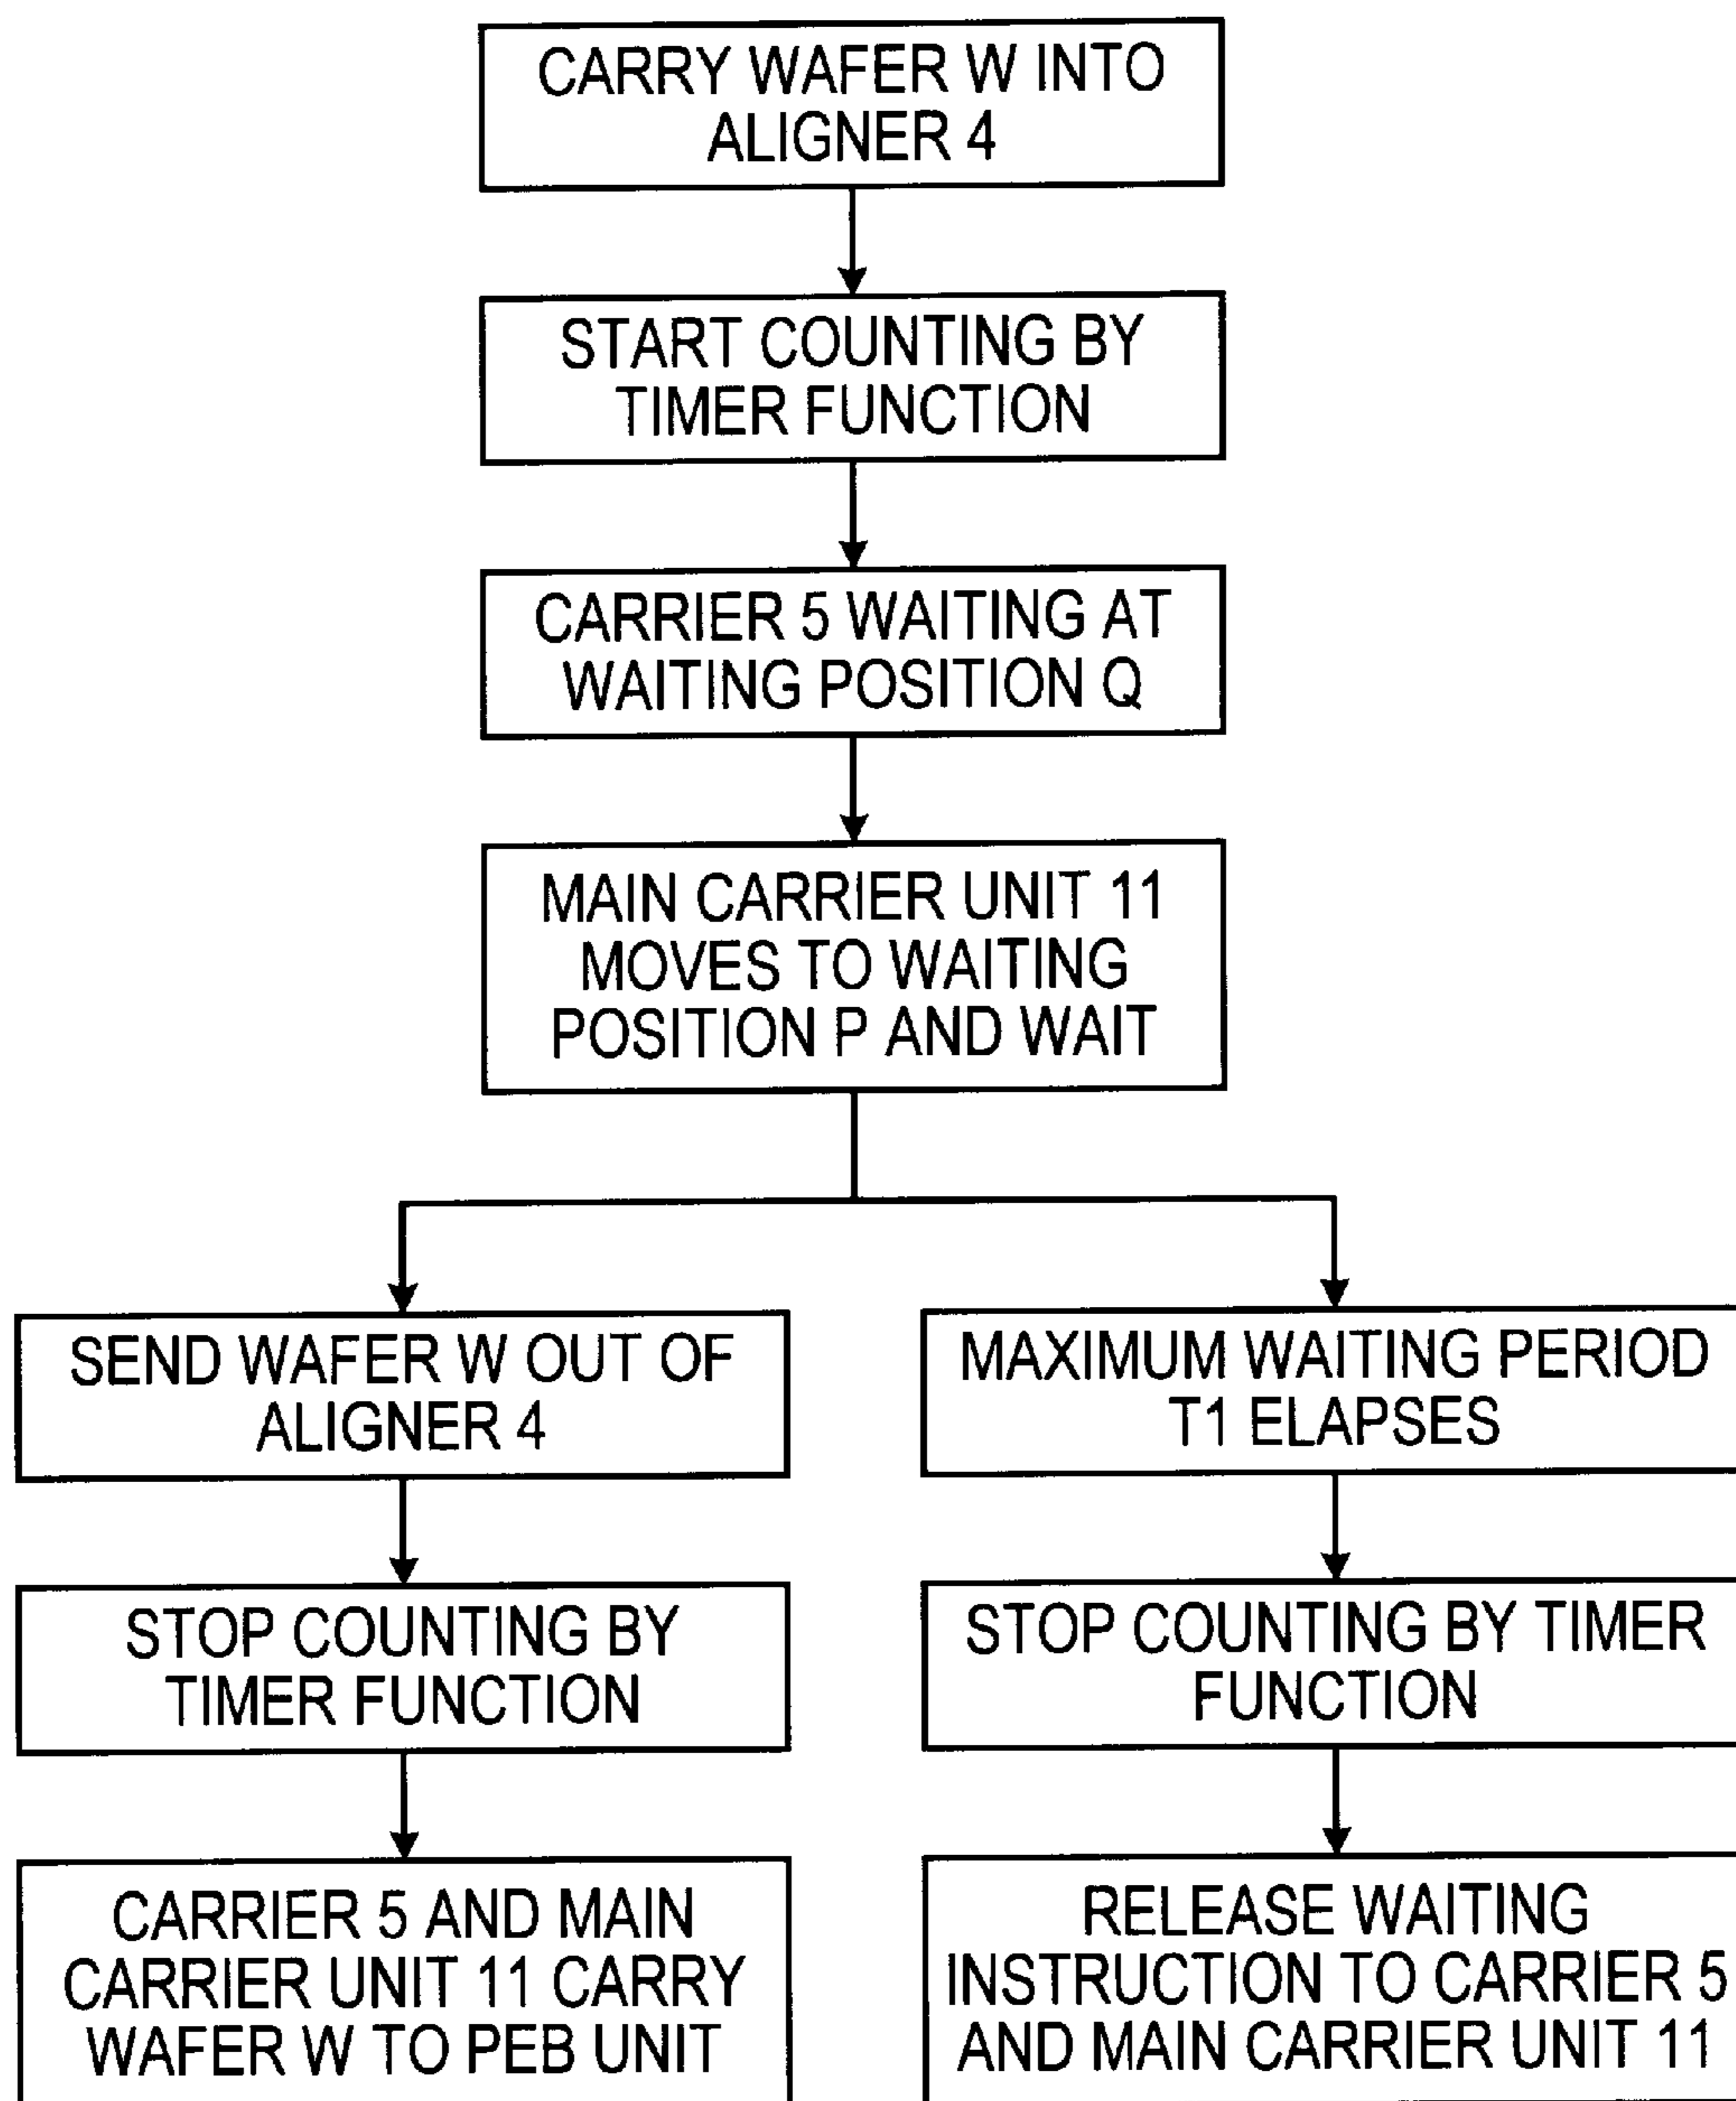 CARRY WAFER W INTO
ALIGNER 4
START COUNTING BY
TIMER FUNCTION
CARRIER 5 WAITING AT
WAITING POSITION Q
MAIN CARRIER UNIT 11
MOVES TO WAITING
POSITION P AND WAIT
SEND WAFER W OUT OF
ALIGNER 4
STOP COUNTING BY
TIMER FUNCTION
CARRIER 5 AND MAIN
CARRIER UNIT 11 CARRY
WAFER W TO PEB UNIT
MAXIMUM WAITING PERIOD
T1 ELAPSES
STOP COUNTING BY TIMER
FUNCTION
RELEASE WAITING
INSTRUCTION TO CARRIER 5
AND MAIN CARRIER UNIT 11